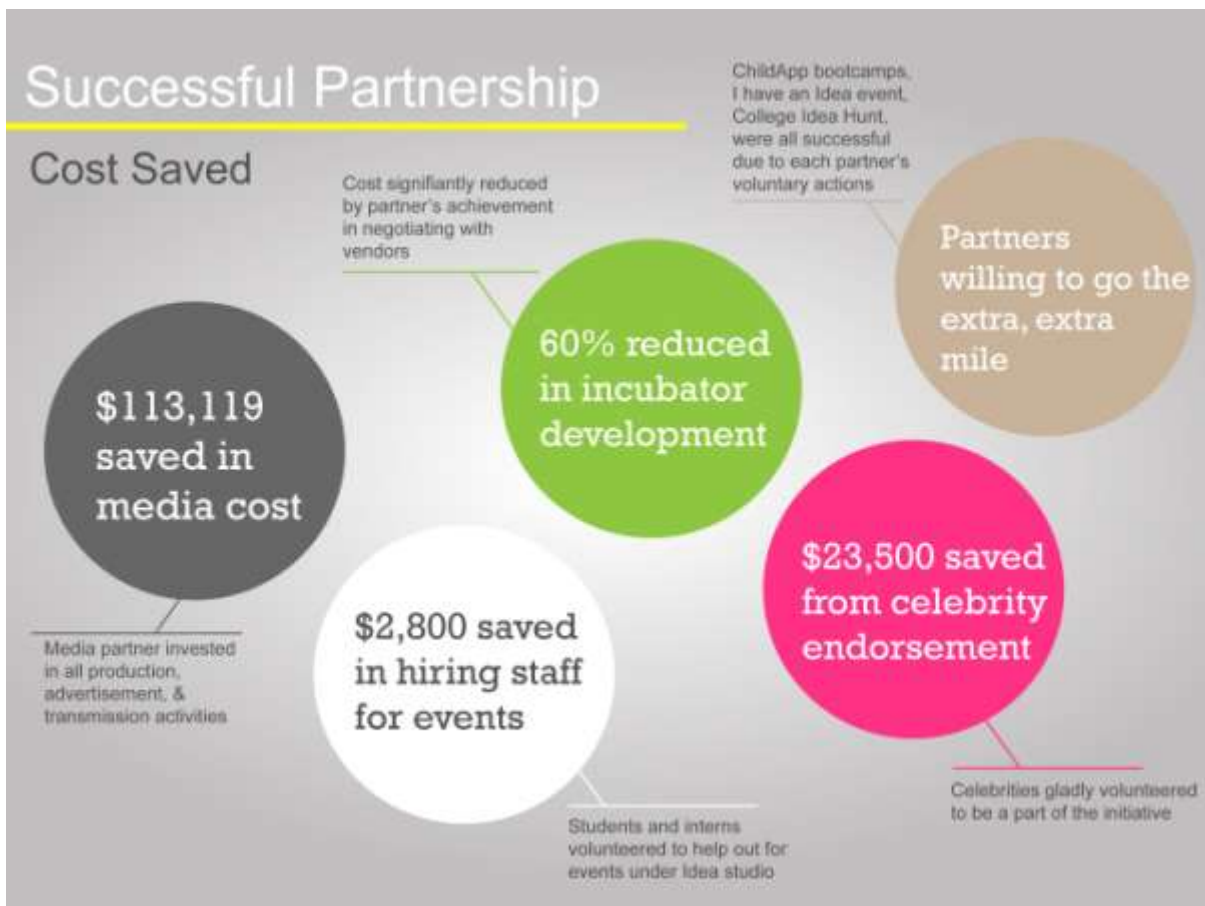 Successful Partnership
Cost Saved
$113,119
saved in
media cost
Media partner invested
in all production,
advertisement, &
transmission activities
Cost signifiantly reduced
by partner's achievement
in negotiating with
vendors
60% reduced
in incubator
development
$2,800 saved
in hiring staff
for events
Students and interns
volunteered to help out for
events under Idea studio
ChildApp bootcamps,
I have an Idea event,
College Idea Hunt,
were all successful
due to each partner's
voluntary actions
Partners
willing to go the
extra, extra
mile
$23,500 saved
from celebrity
endorsement
Celebrities gladly volunteered
to be a part of the initiative